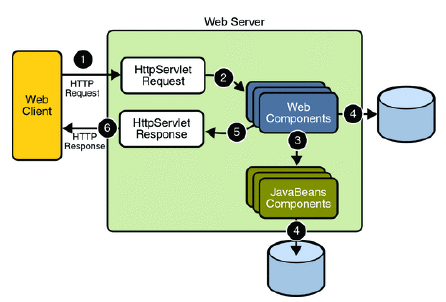 Web Server
1
HTTP
Request
HttpServlet
Request
2
Web
Client
Web
Components
4
HttpServlet
Response
5
6
HTTP
Response
3
JavaBeans
Components
4